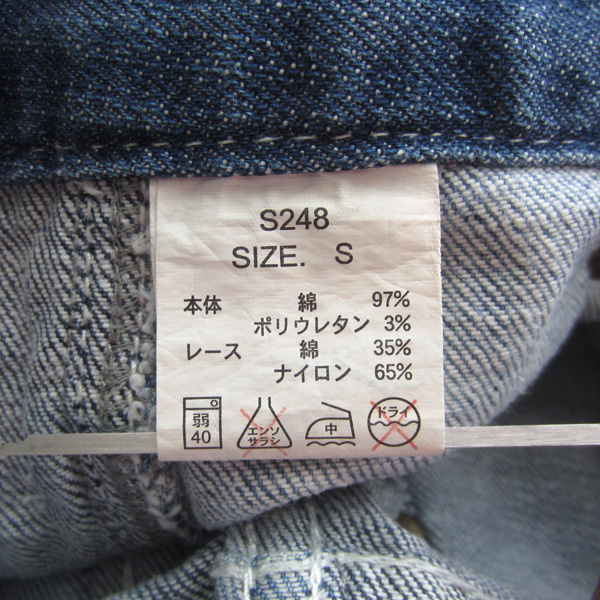 S248
SIZE. S
本体 綿 97%
ポリウレタン 3%
レース 綿 35%
ナイロン 65%
弱
40
エンソ
サラシ
中
ドライ